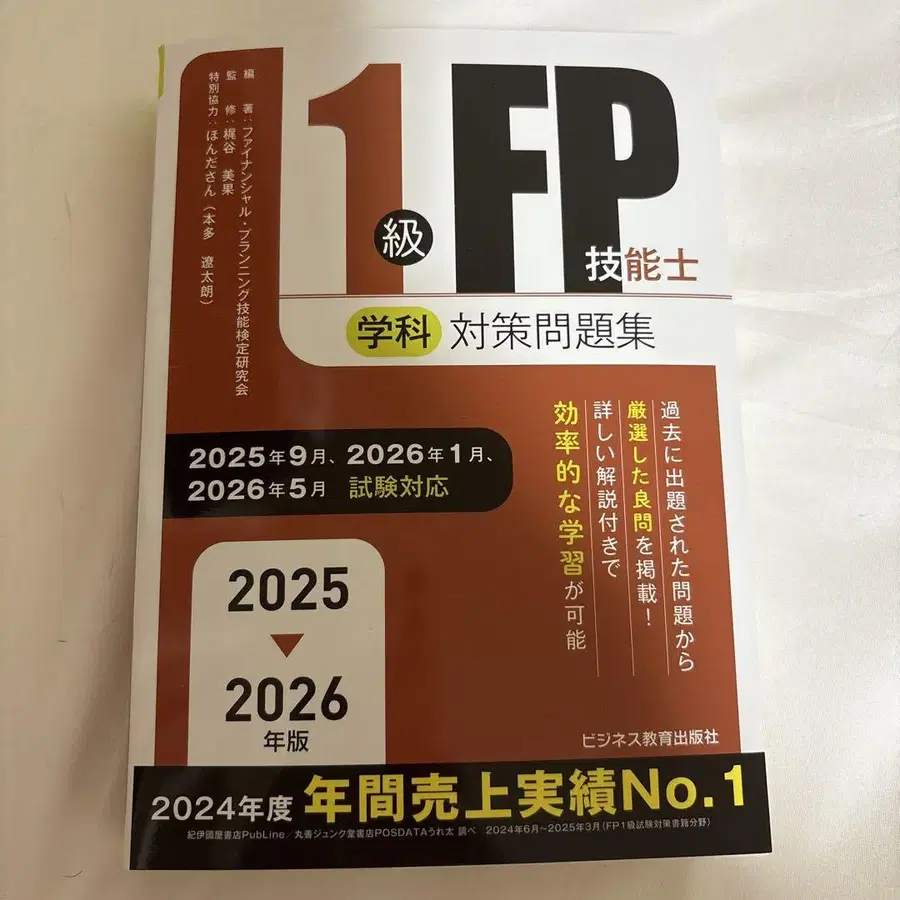 編著:ファイナンシャル・プランニング技能検定研究会
監修:梶谷 美果
特別協力:ほんださん(本多 遼太朗)
1級FP
技能士
学科 対策問題集
過去に出題された問題から
厳選した良問を掲載!
詳しい解説付きで
効率的な学習が可能
2025年9月、2026年1月、
2026年5月 試験対応
2025
2026
年版
ビジネス教育出版社
2024年度 年間売上実績No.1
紀伊國屋書店PubLine/丸善ジュンク堂書店POSDATAうれ太 調べ 2024年6月~2025年3月(FP1級試験対策書籍分野)